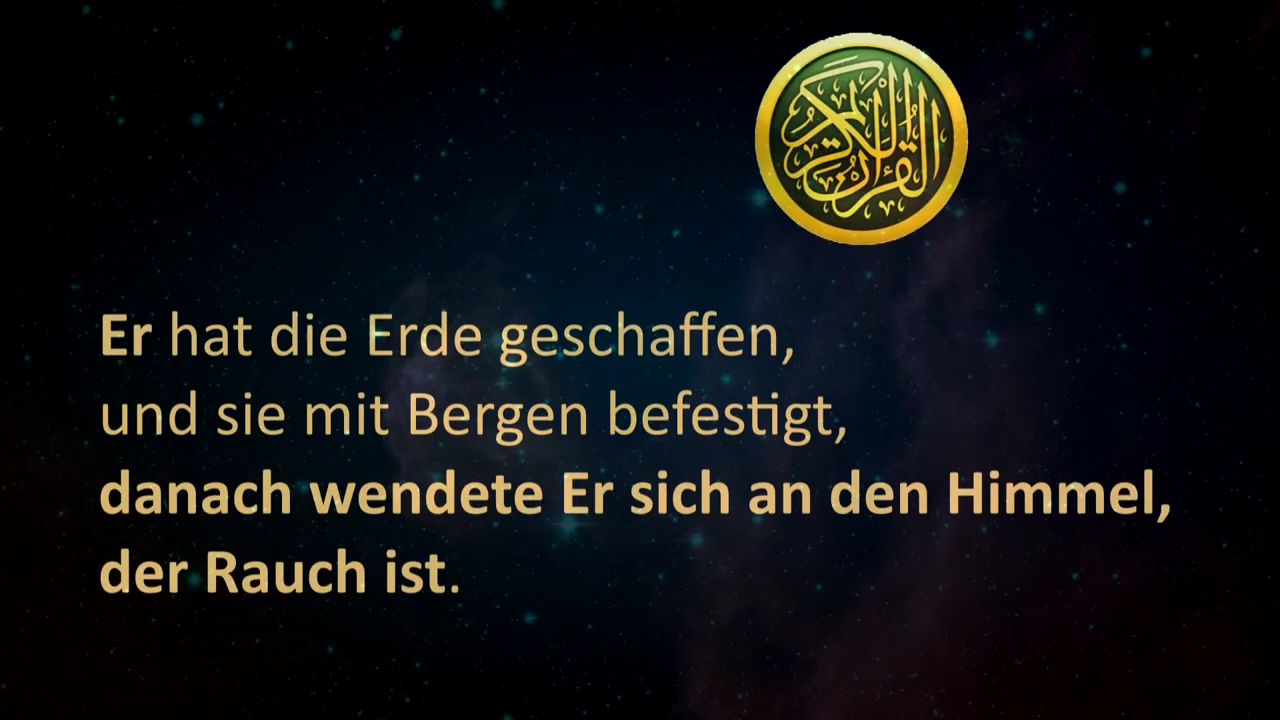 القرآن الكريم
Er hat die Erde geschaffen,
und sie mit Bergen befestigt,
danach wendete Er sich an den Himmel,
der Rauch ist.